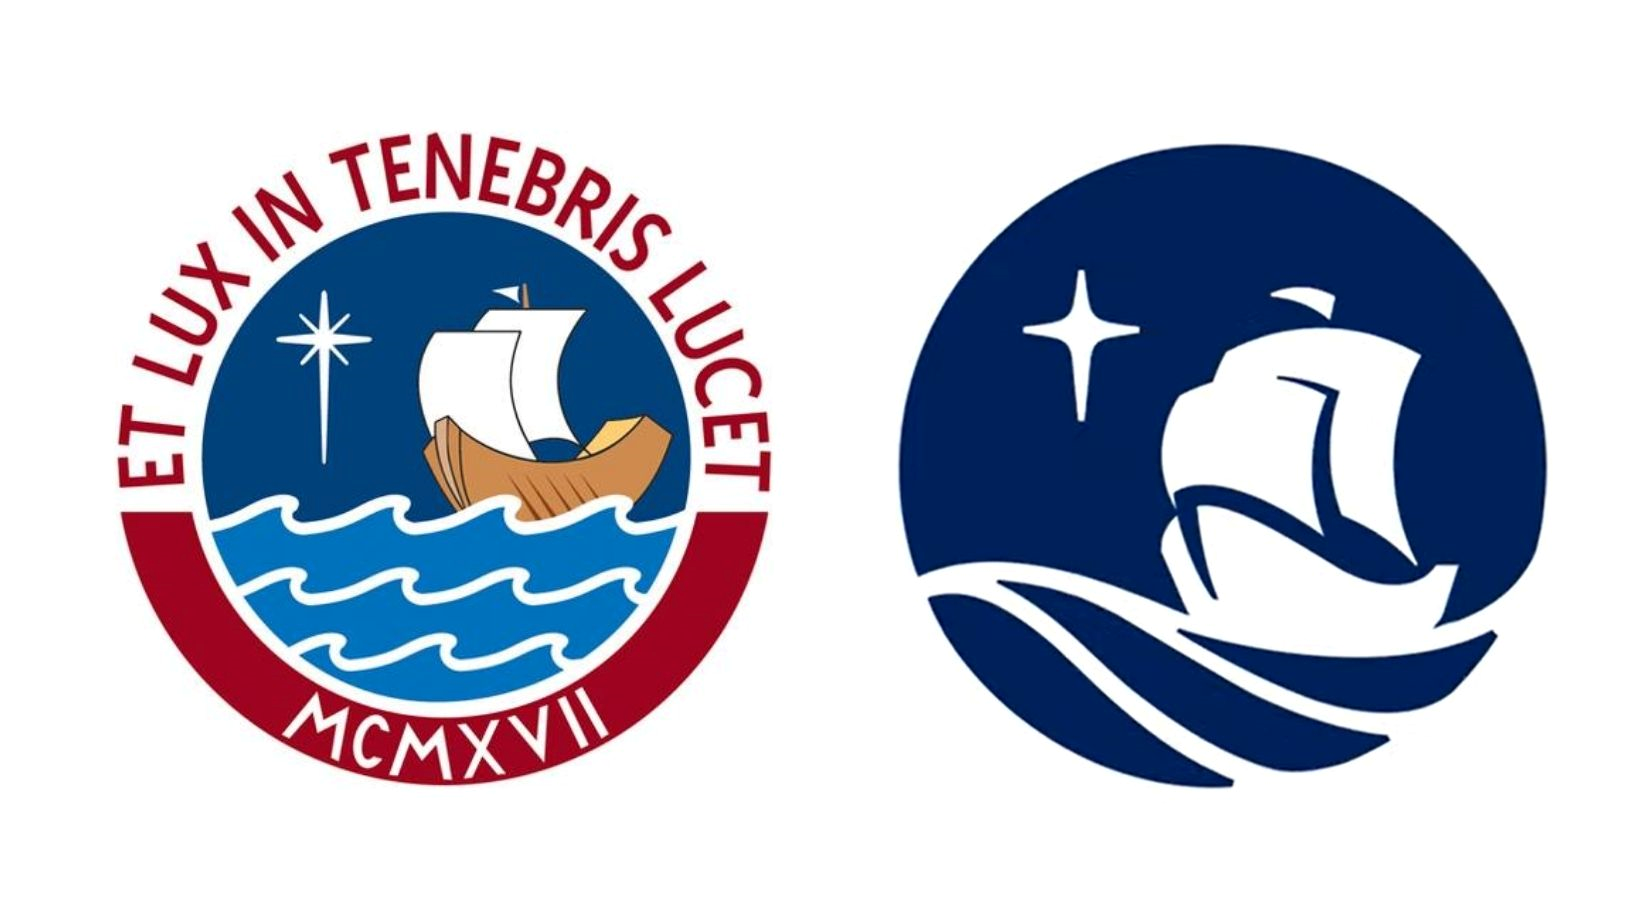 ET LUX IN TENEBRIS LUCET
MCMXVII